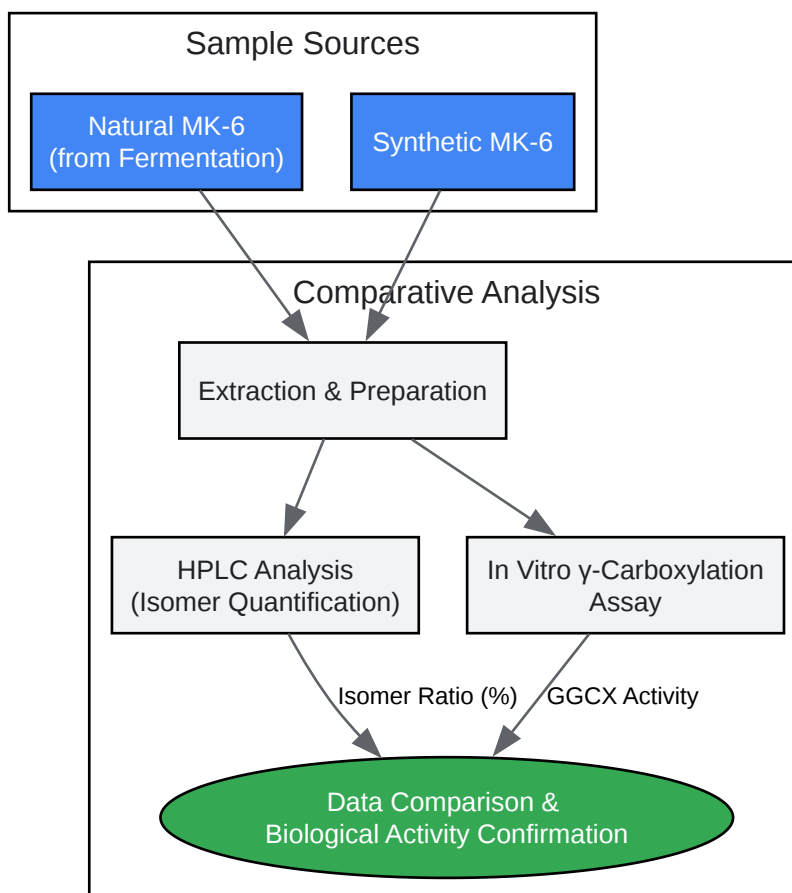 Sample Sources
Natural MK-6
(from Fermentation)
Synthetic MK-6
Comparative Analysis
Extraction & Preparation
HPLC Analysis
(Isomer Quantification)
In Vitro γ-Carboxylation
Assay
Isomer Ratio (%)
GGCX Activity
Data Comparison &
Biological Activity Confirmation